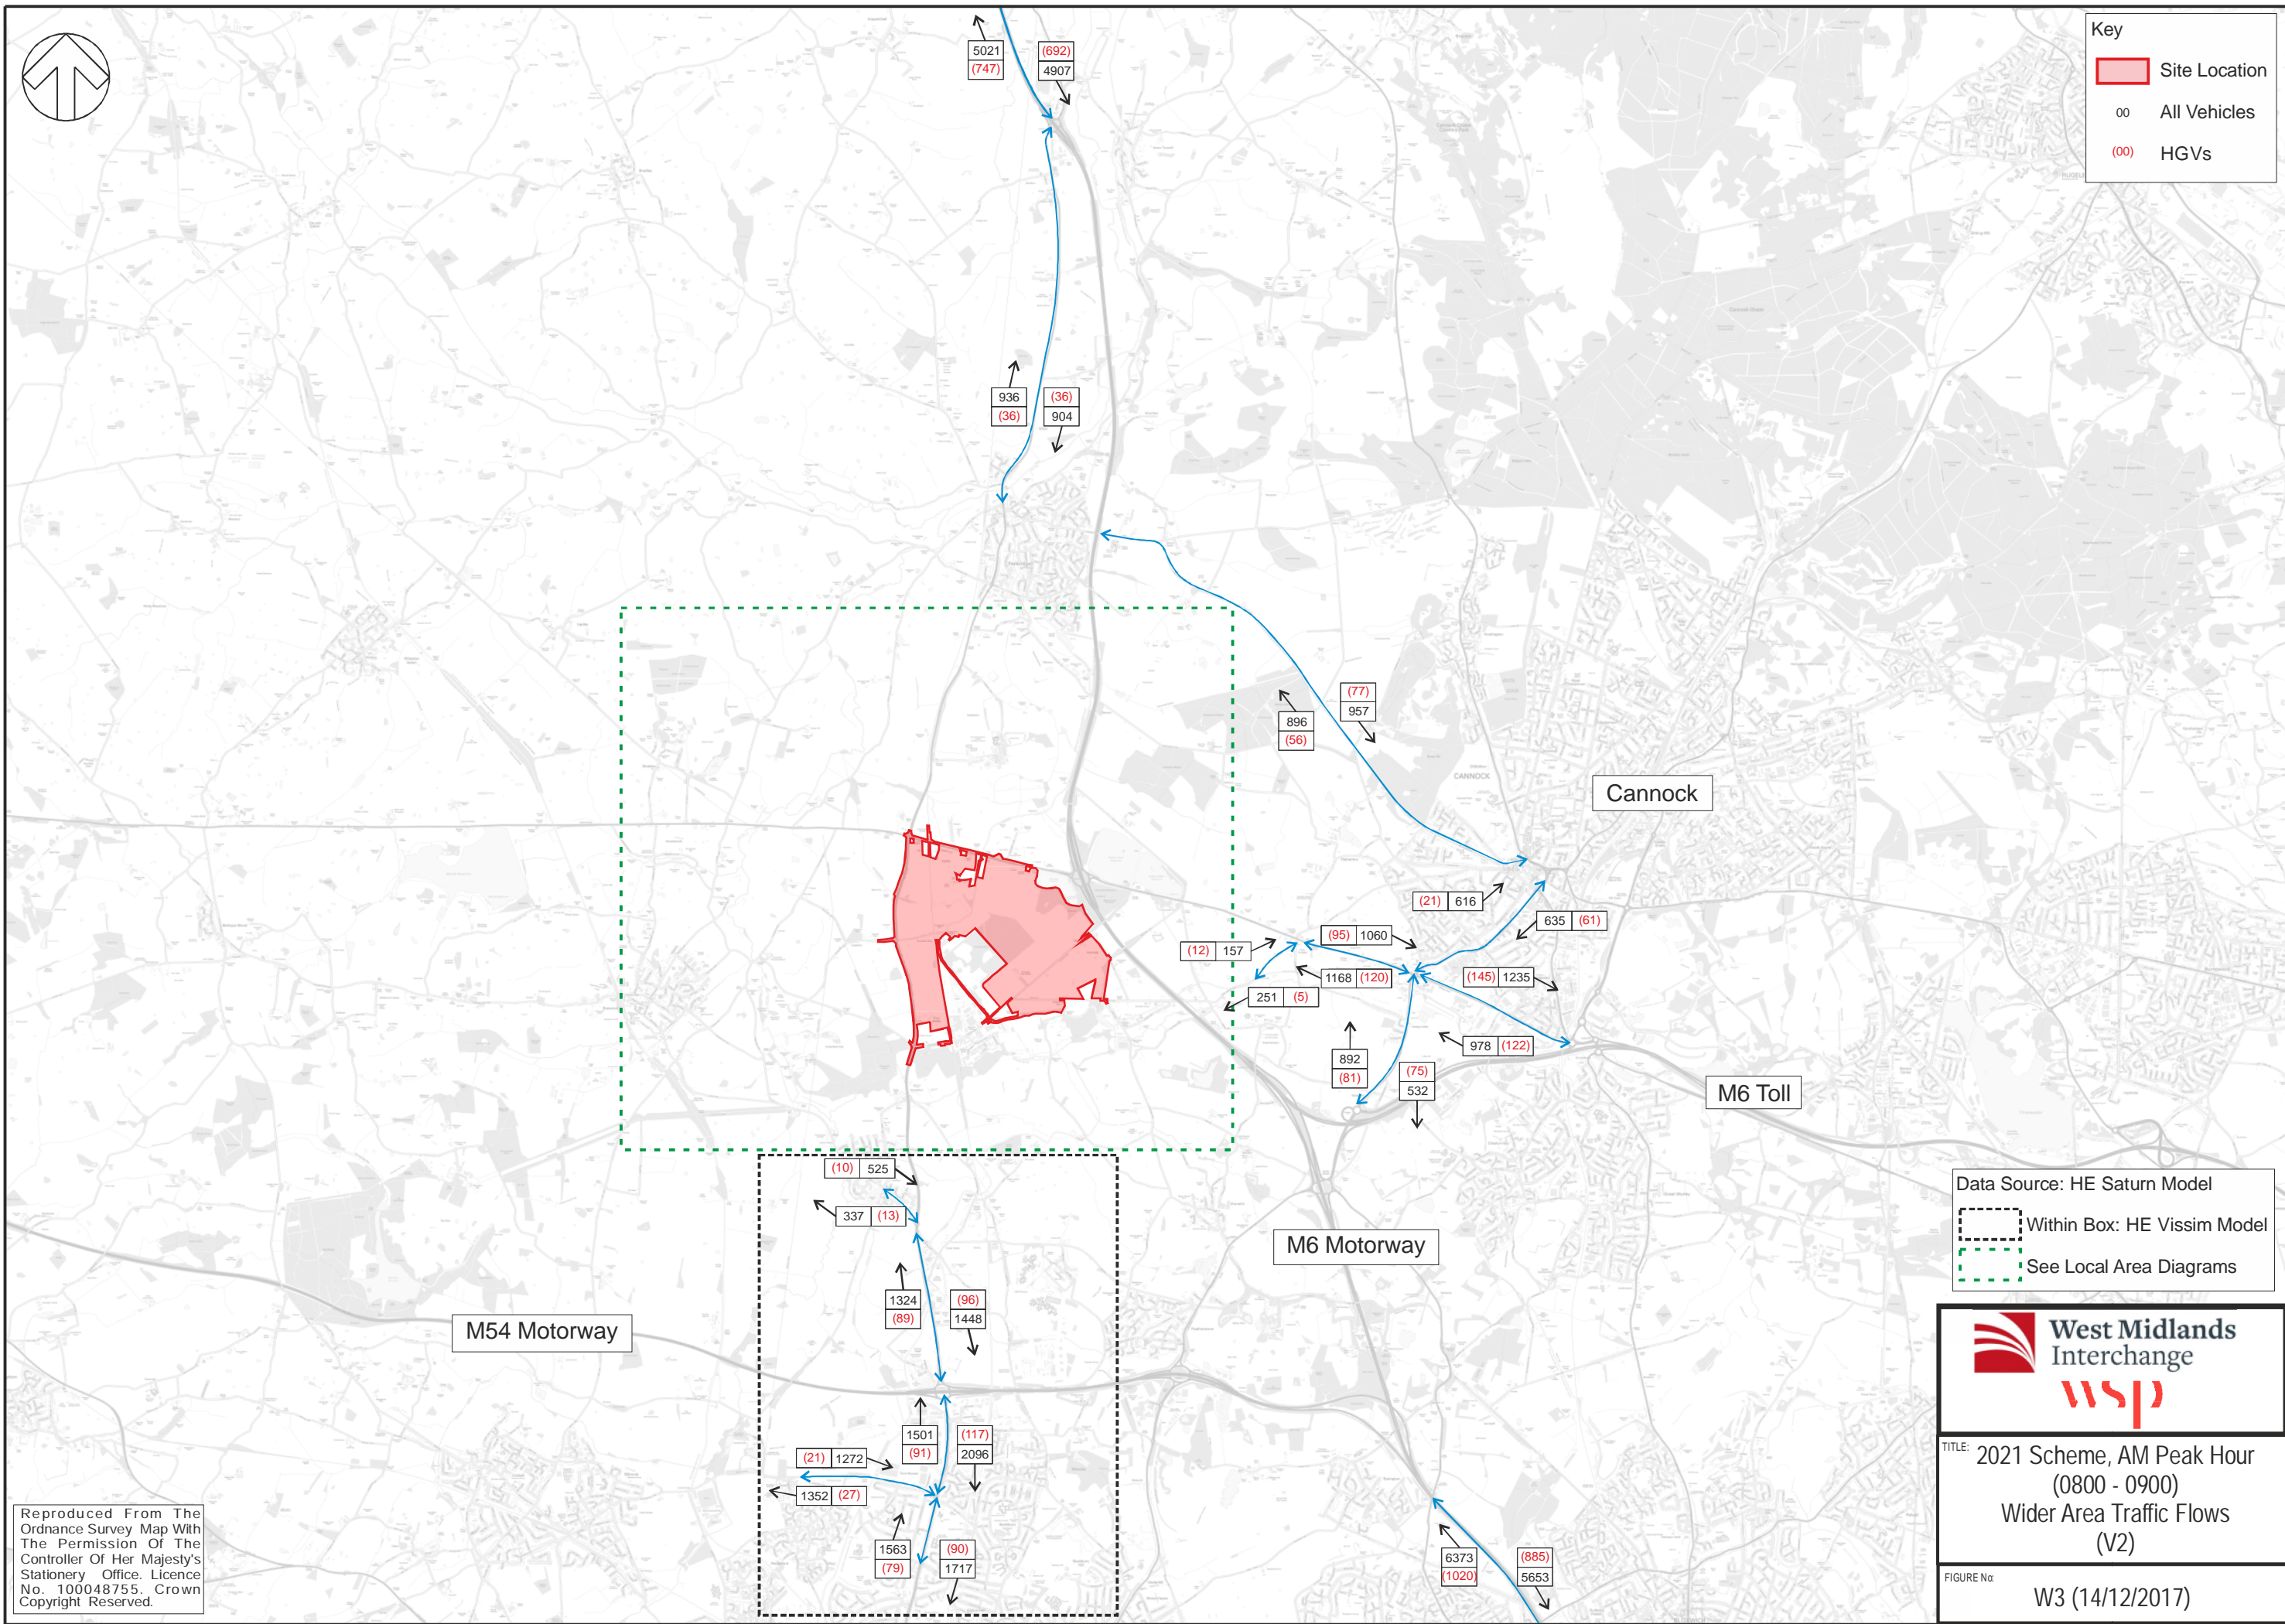 Key
Site Location
00 All Vehicles
(00) HGVs
5021
(747)
(692)
4907
936
(36)
(36)
904
(77)
957
896
(56)
CANNOCK
Cannock
(21) 616
635 (61)
(95) 1060
(12) 157
1168 (120)
(145) 1235
251 (5)
892
(81)
978 (122)
(75)
532
M6 Toll
(10) 525
337 (13)
M6 Motorway
1324
(89)
(96)
1448
M54 Motorway
1501
(91)
(117)
2096
(21) 1272
1352 (27)
1563
(79)
(90)
1717
6373
(1020)
(885)
5653
Data Source: HE Saturn Model
Within Box: HE Vissim Model
See Local Area Diagrams
West Midlands
Interchange
wsp
TITLE: 2021 Scheme, AM Peak Hour
(0800 - 0900)
Wider Area Traffic Flows
(V2)
FIGURE No:
W3 (14/12/2017)
Reproduced From The
Ordnance Survey Map With
The Permission Of The
Controller Of Her Majesty's
Stationery Office. Licence
No. 100048755. Crown
Copyright Reserved.